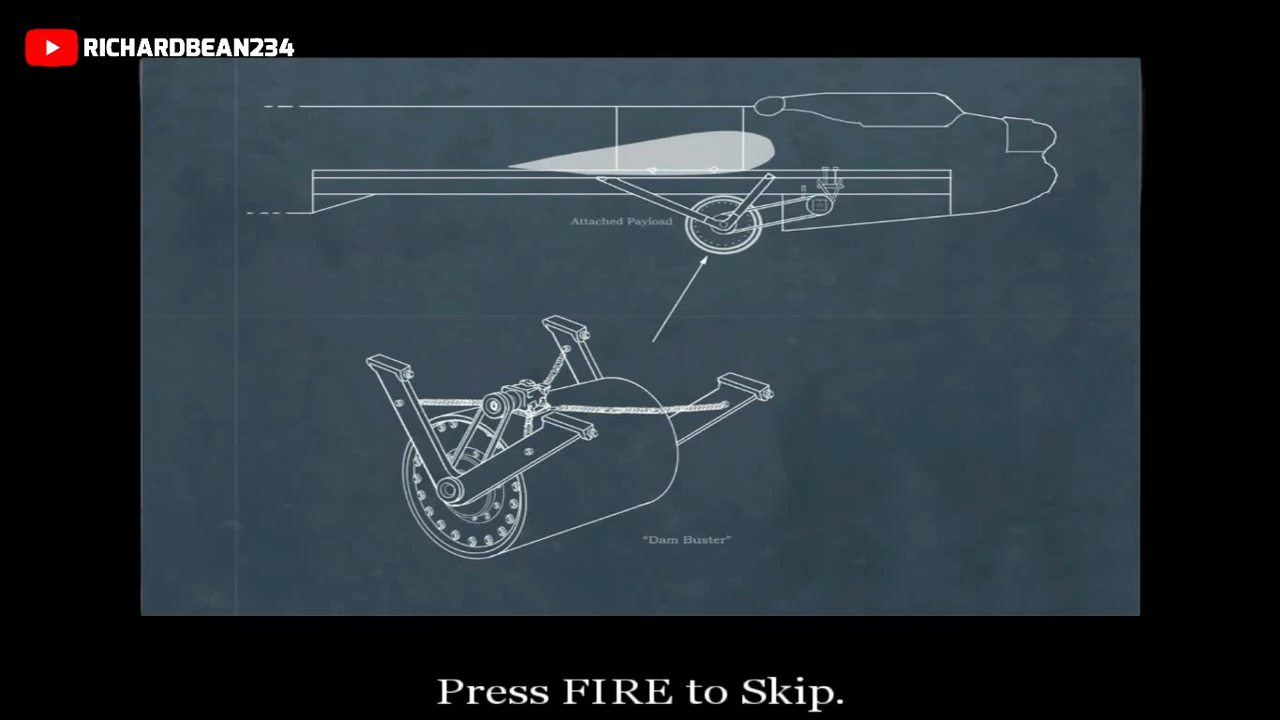 RICHARDBEAN234
Attached Payload
"Dam Buster"
Press FIRE to Skip.